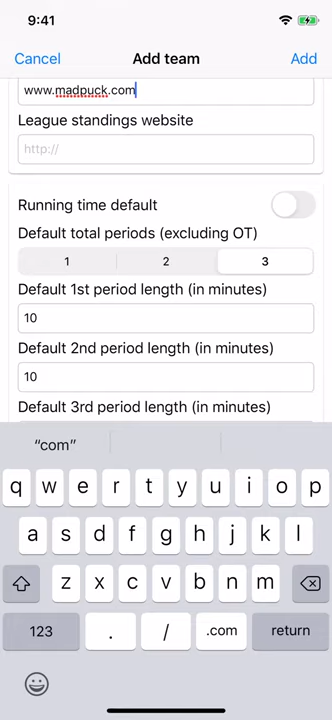 9:41
Cancel Add team Add
www.madpuck.com
League standings website
http://
Running time default
Default total periods (excluding OT)
1 2 3
Default 1st period length (in minutes)
10
Default 2nd period length (in minutes)
10
Default 3rd period length (in minutes)
“com”
q w e r t y u i o p
a s d f g h j k l
z x c v b n m
123 . / .com return